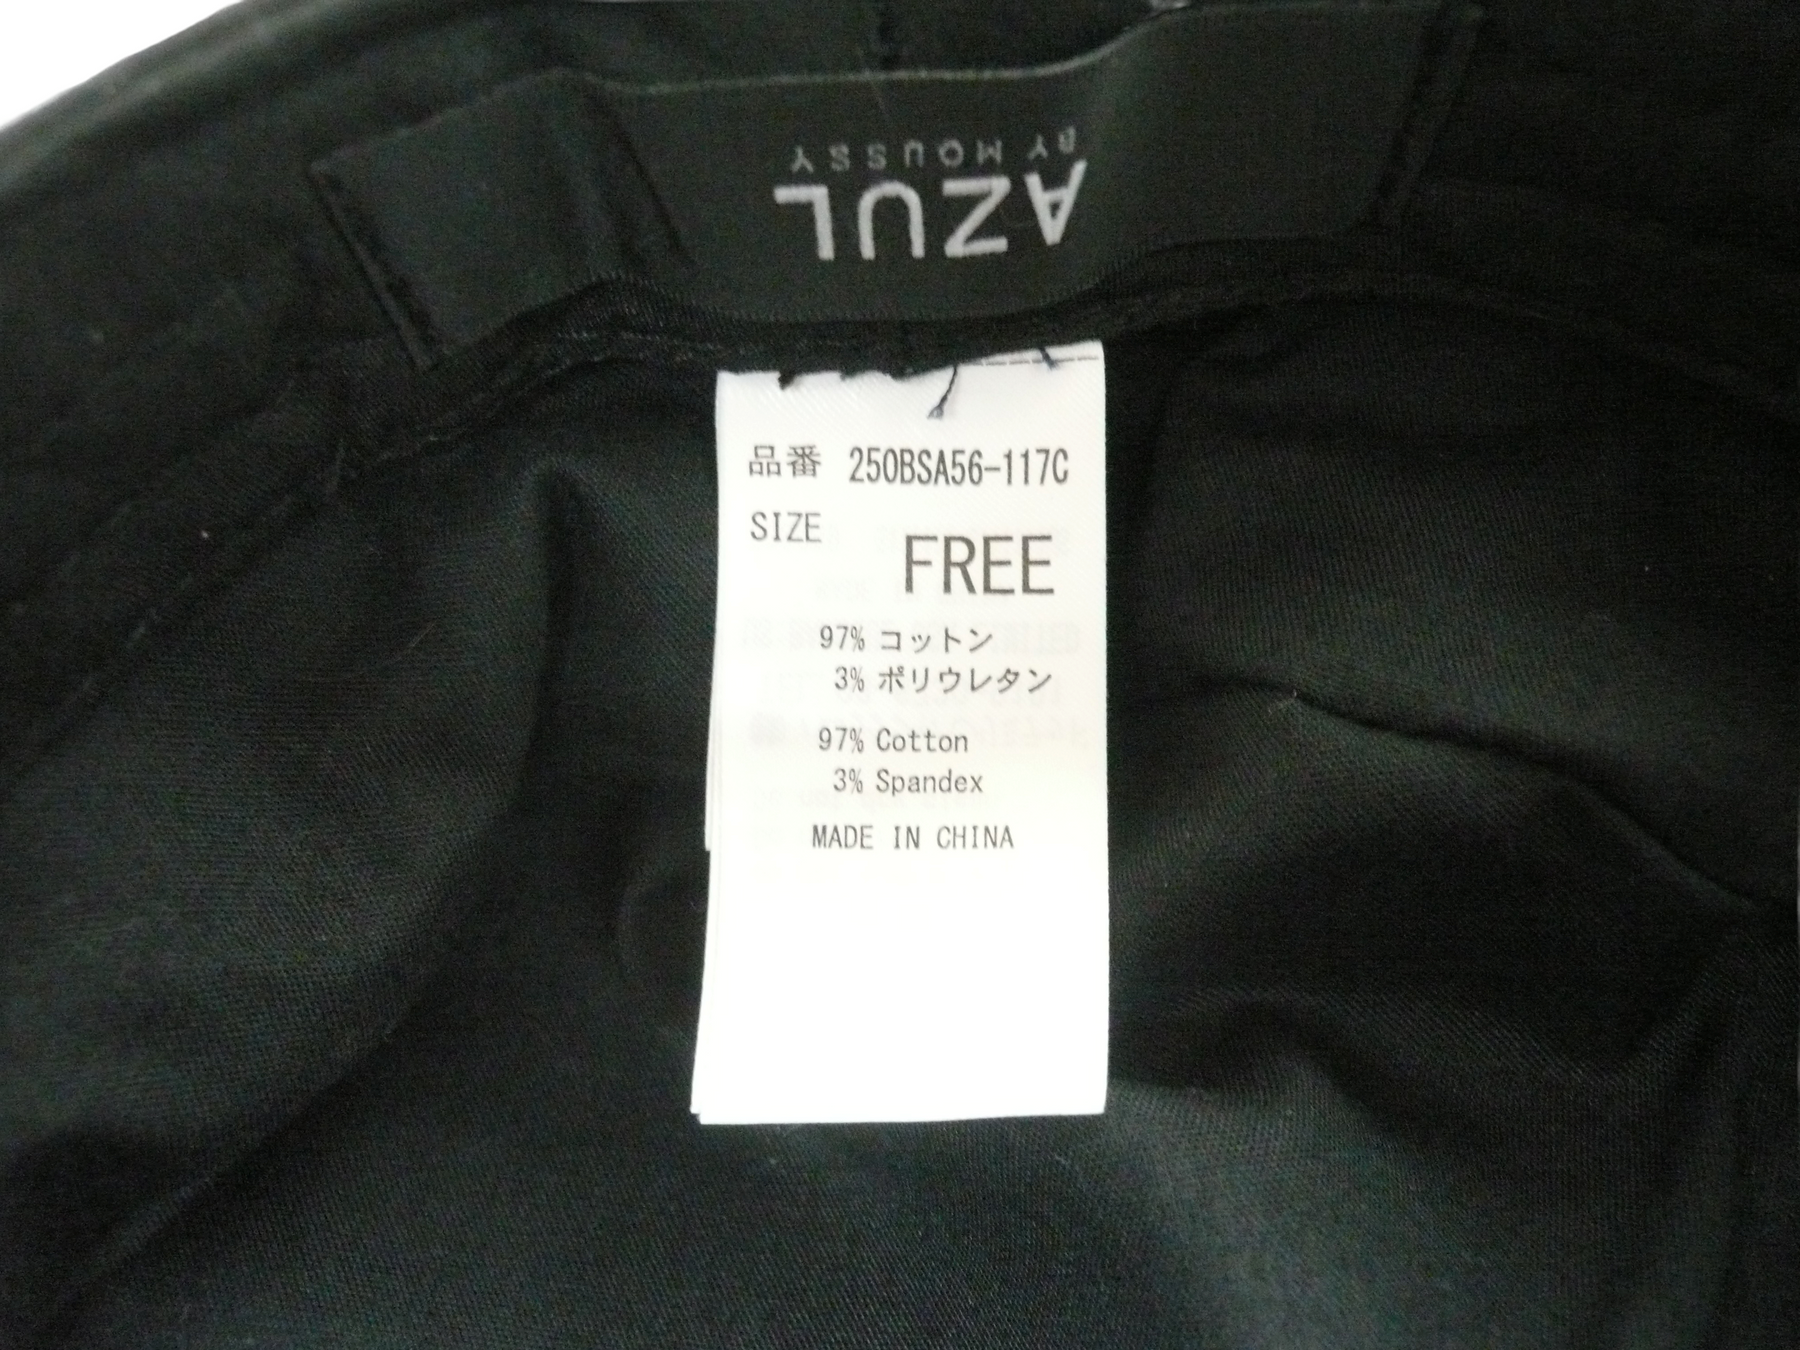 AZUL
BY MOUSSY
品番 250BSA56-117C
SIZE
FREE
97% コットン
3% ポリウレタン
97% Cotton
3% Spandex
MADE IN CHINA